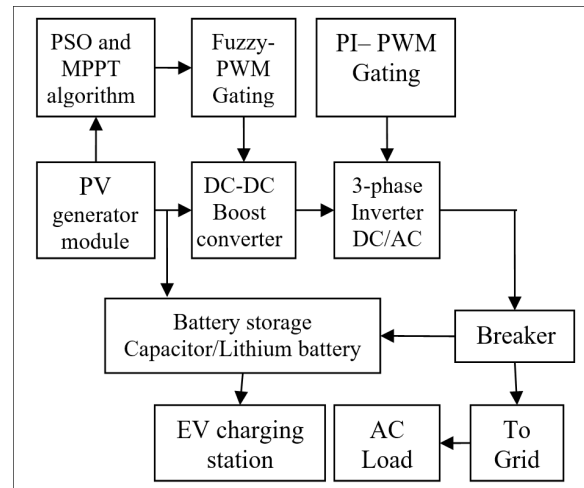 PSO and
MPPT
algorithm
Fuzzy-
PWM
Gating
PI– PWM
Gating
PV
generator
module
DC-DC
Boost
converter
3-phase
Inverter
DC/AC
Battery storage
Capacitor/Lithium battery
Breaker
EV charging
station
AC
Load
To
Grid